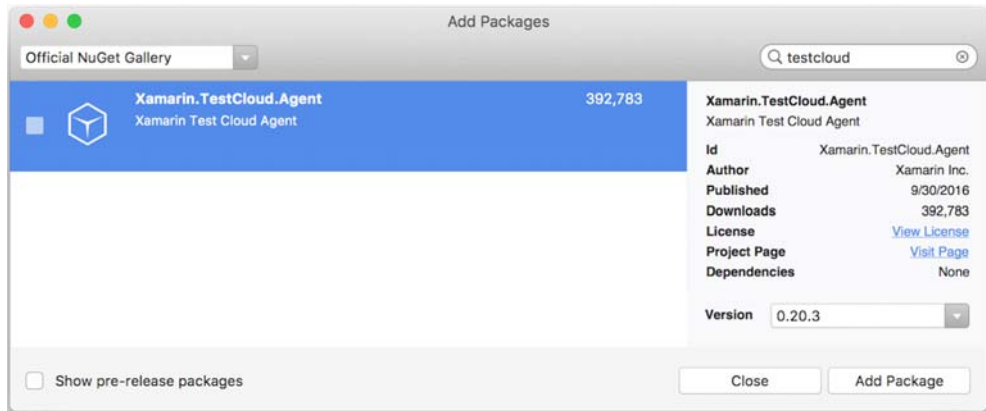 Add Packages
Official NuGet Gallery
testcloud
Xamarin.TestCloud.Agent 392,783
Xamarin Test Cloud Agent
Xamarin.TestCloud.Agent
Xamarin Test Cloud Agent
Id Xamarin.TestCloud.Agent
Author Xamarin Inc.
Published 9/30/2016
Downloads 392,783
License View License
Project Page Visit Page
Dependencies None
Version 0.20.3
Show pre-release packages
Close Add Package